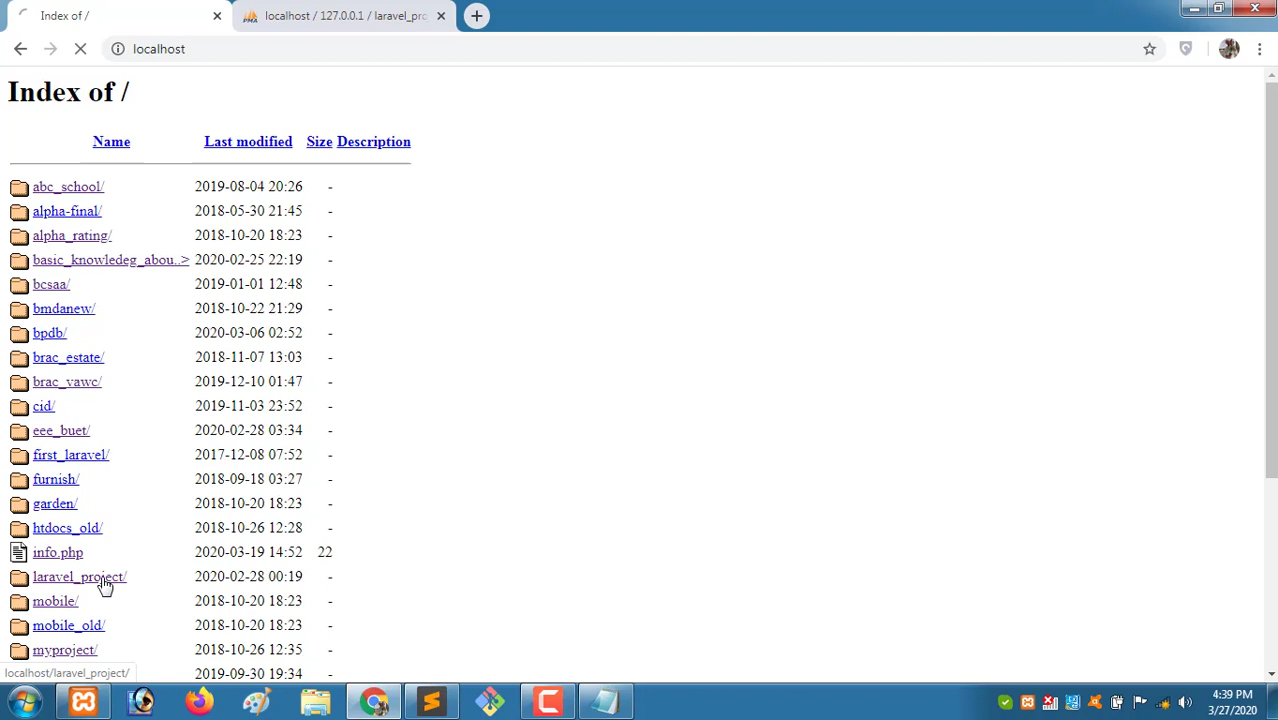 Index of /
localhost / 127.0.0.1 / laravel_pro
localhost
Index of /
Name Last modified Size Description
abc_school/ 2019-08-04 20:26 -
alpha-final/ 2018-05-30 21:45 -
alpha_rating/ 2018-10-20 18:23 -
basic_knowledeg_abou..> 2020-02-25 22:19 -
bcsaa/ 2019-01-01 12:48 -
bmdanew/ 2018-10-22 21:29 -
bpdb/ 2020-03-06 02:52 -
brac_estate/ 2018-11-07 13:03 -
brac_vawc/ 2019-12-10 01:47 -
cid/ 2019-11-03 23:52 -
eee_buet/ 2020-02-28 03:34 -
first_laravel/ 2017-12-08 07:52 -
furnish/ 2018-09-18 03:27 -
garden/ 2018-10-20 18:23 -
htdocs_old/ 2018-10-26 12:28 -
info.php 2020-03-19 14:52 22
laravel_project/ 2020-02-28 00:19 -
mobile/ 2018-10-20 18:23 -
mobile_old/ 2018-10-20 18:23 -
myproject/ 2018-10-26 12:35 -
localhost/laravel_project/ 2019-09-30 19:34 -
4:39 PM
3/27/2020